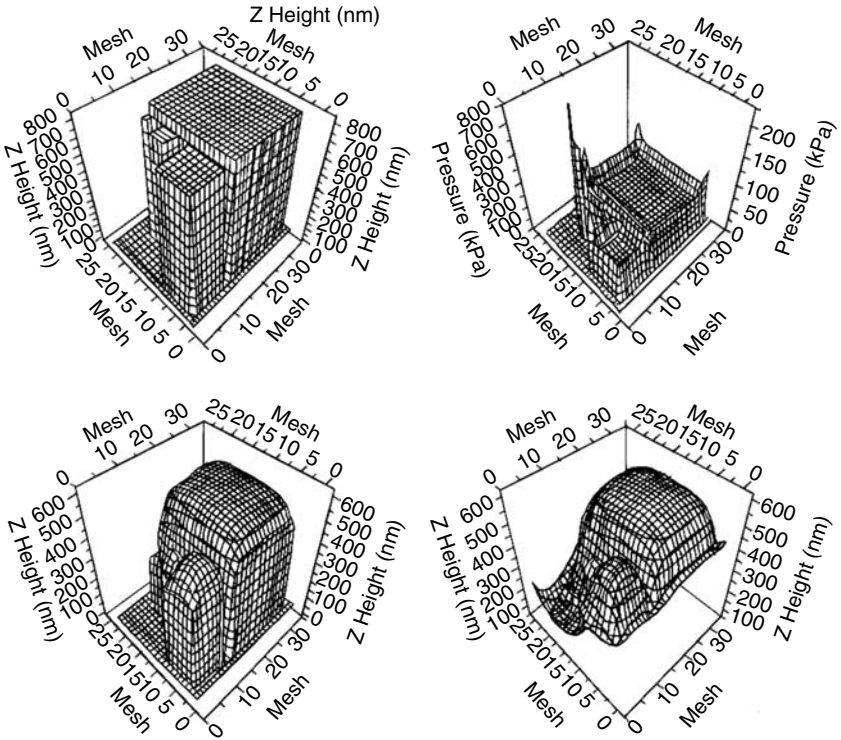 Z Height (nm)
Mesh
0 10 20 30
Mesh
25 20 15 10 5 0
800 700 600 500 400 300 200 100
Z Height (nm)
800 700 600 500 400 300 200 100
Z Height (nm)
25 20 15 10 5 0
Mesh
0 10 20 30
Mesh
Mesh
0 10 20 30
Mesh
25 20 15 10 5 0
800 700 600 500 400 300 200 100
Pressure (kPa)
200 150 100 50
Pressure (kPa)
25 20 15 10 5 0
Mesh
0 10 20 30
Mesh
Mesh
0 10 20 30
Mesh
25 20 15 10 5 0
600 500 400 300 200 100
Z Height (nm)
600 500 400 300 200 100 0
Z Height (nm)
25 20 15 10 5 0
Mesh
0 10 20 30
Mesh
Mesh
0 10 20 30
Mesh
25 20 15 10 5 0
600 500 400 300 200 100
Z Height (nm)
600 500 400 300 200 100
Z Height (nm)
25 20 15 10 5 0
Mesh
0 10 20 30
Mesh